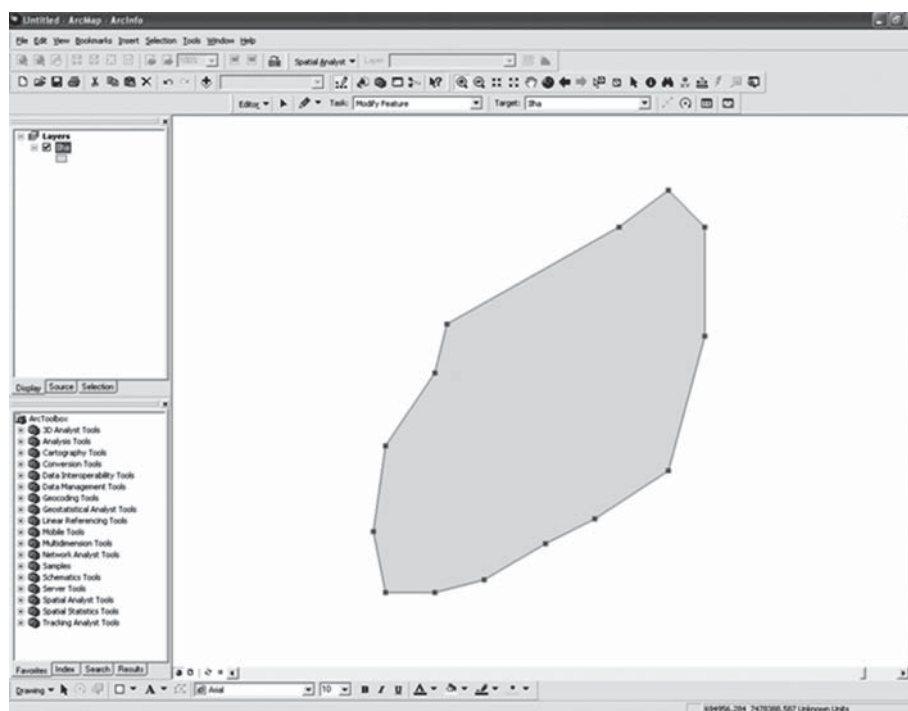 Untitled - ArcMap - ArcInfo
File Edit View Bookmarks Insert Selection Tools Window Help
100% Spatial Analyst Layer:
Editor Task: Modify Feature Target: Sha
Layers
Sha
Display Source Selection
ArcToolbox
3D Analyst Tools
Analysis Tools
Cartography Tools
Conversion Tools
Data Interoperability Tools
Data Management Tools
Geocoding Tools
Geostatistical Analyst Tools
Linear Referencing Tools
Mobile Tools
Multidimension Tools
Network Analyst Tools
Samples
Schematics Tools
Server Tools
Spatial Analyst Tools
Spatial Statistics Tools
Tracking Analyst Tools
Favorites Index Search Results
Drawing A Arial 10 B I U A
Unknown Units